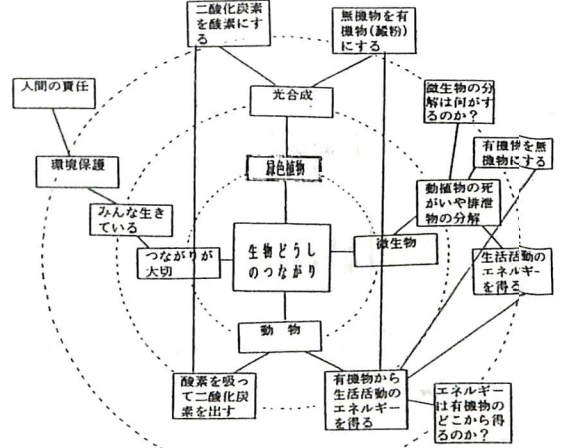 二酸化炭素
を酸素にす
る
無機物を有
機物(澱粉)
にする
人間の責任
光合成
微生物の分
解は何がす
るのか?
有機体を無
機物にする
環境保護
緑色植物
動植物の死
がいや排泄
物の分解
みんな生き
ている
つながりが
大切
生物どうし
のつながり
微生物
生活活動の
エネルギー
を得る
動 物
酸素を吸っ
て二酸化炭
素を出す
有機物から
生活活動の
エネルギー
を得る
エネルギー
は有機物の
どこから得
るのか?